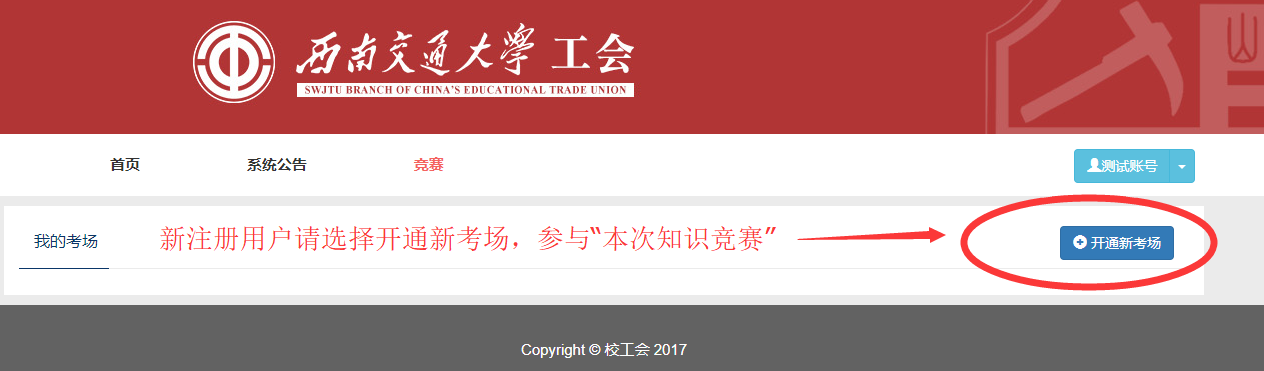 西南交通大学 工会
SWJTU BRANCH OF CHINA'S EDUCATIONAL TRADE UNION
首页 系统公告 竞赛 测试账号
我的考场 新注册用户请选择开通新考场，参与“本次知识竞赛” 开通新考场
Copyright © 校工会 2017